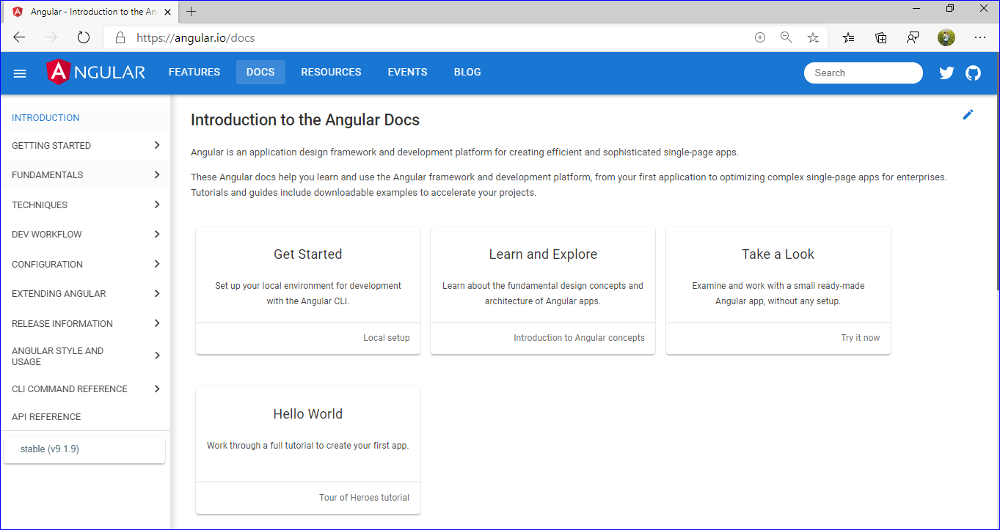 Angular - Introduction to the An
https://angular.io/docs
ANGULAR
FEATURES
DOCS
RESOURCES
EVENTS
BLOG
Search
INTRODUCTION
GETTING STARTED
FUNDAMENTALS
TECHNIQUES
DEV WORKFLOW
CONFIGURATION
EXTENDING ANGULAR
RELEASE INFORMATION
ANGULAR STYLE AND
USAGE
CLI COMMAND REFERENCE
API REFERENCE
stable (v9.1.9)
Introduction to the Angular Docs
Angular is an application design framework and development platform for creating efficient and sophisticated single-page apps.
These Angular docs help you learn and use the Angular framework and development platform, from your first application to optimizing complex single-page apps for enterprises.
Tutorials and guides include downloadable examples to accelerate your projects.
Get Started
Set up your local environment for development
with the Angular CLI.
Local setup
Learn and Explore
Learn about the fundamental design concepts and
architecture of Angular apps.
Introduction to Angular concepts
Take a Look
Examine and work with a small ready-made
Angular app, without any setup.
Try it now
Hello World
Work through a full tutorial to create your first app.
Tour of Heroes tutorial